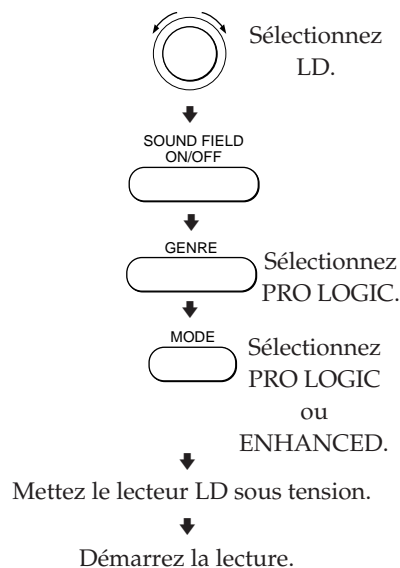 Sélectionnez
LD.
SOUND FIELD
ON/OFF
GENRE
Sélectionnez
PRO LOGIC.
MODE
Sélectionnez
PRO LOGIC
ou
ENHANCED.
Mettez le lecteur LD sous tension.
Démarrez la lecture.